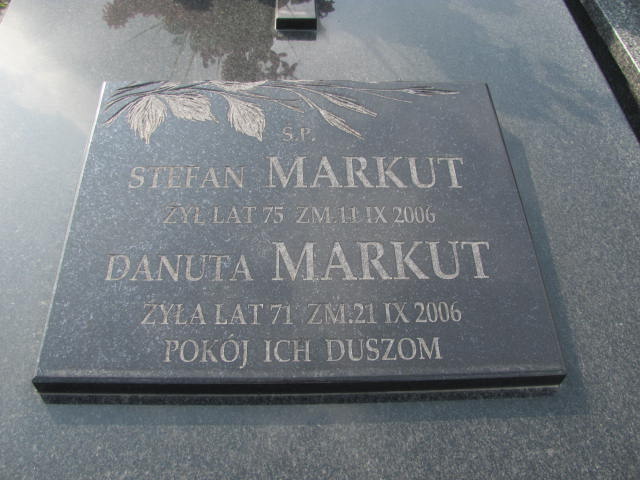 Ś.P.
STEFAN MARKUT
ŻYŁ LAT 75 ZM.11 IX 2006
DANUTA MARKUT
ŻYŁA LAT 71 ZM.21 IX 2006
POKÓJ ICH DUSZOM